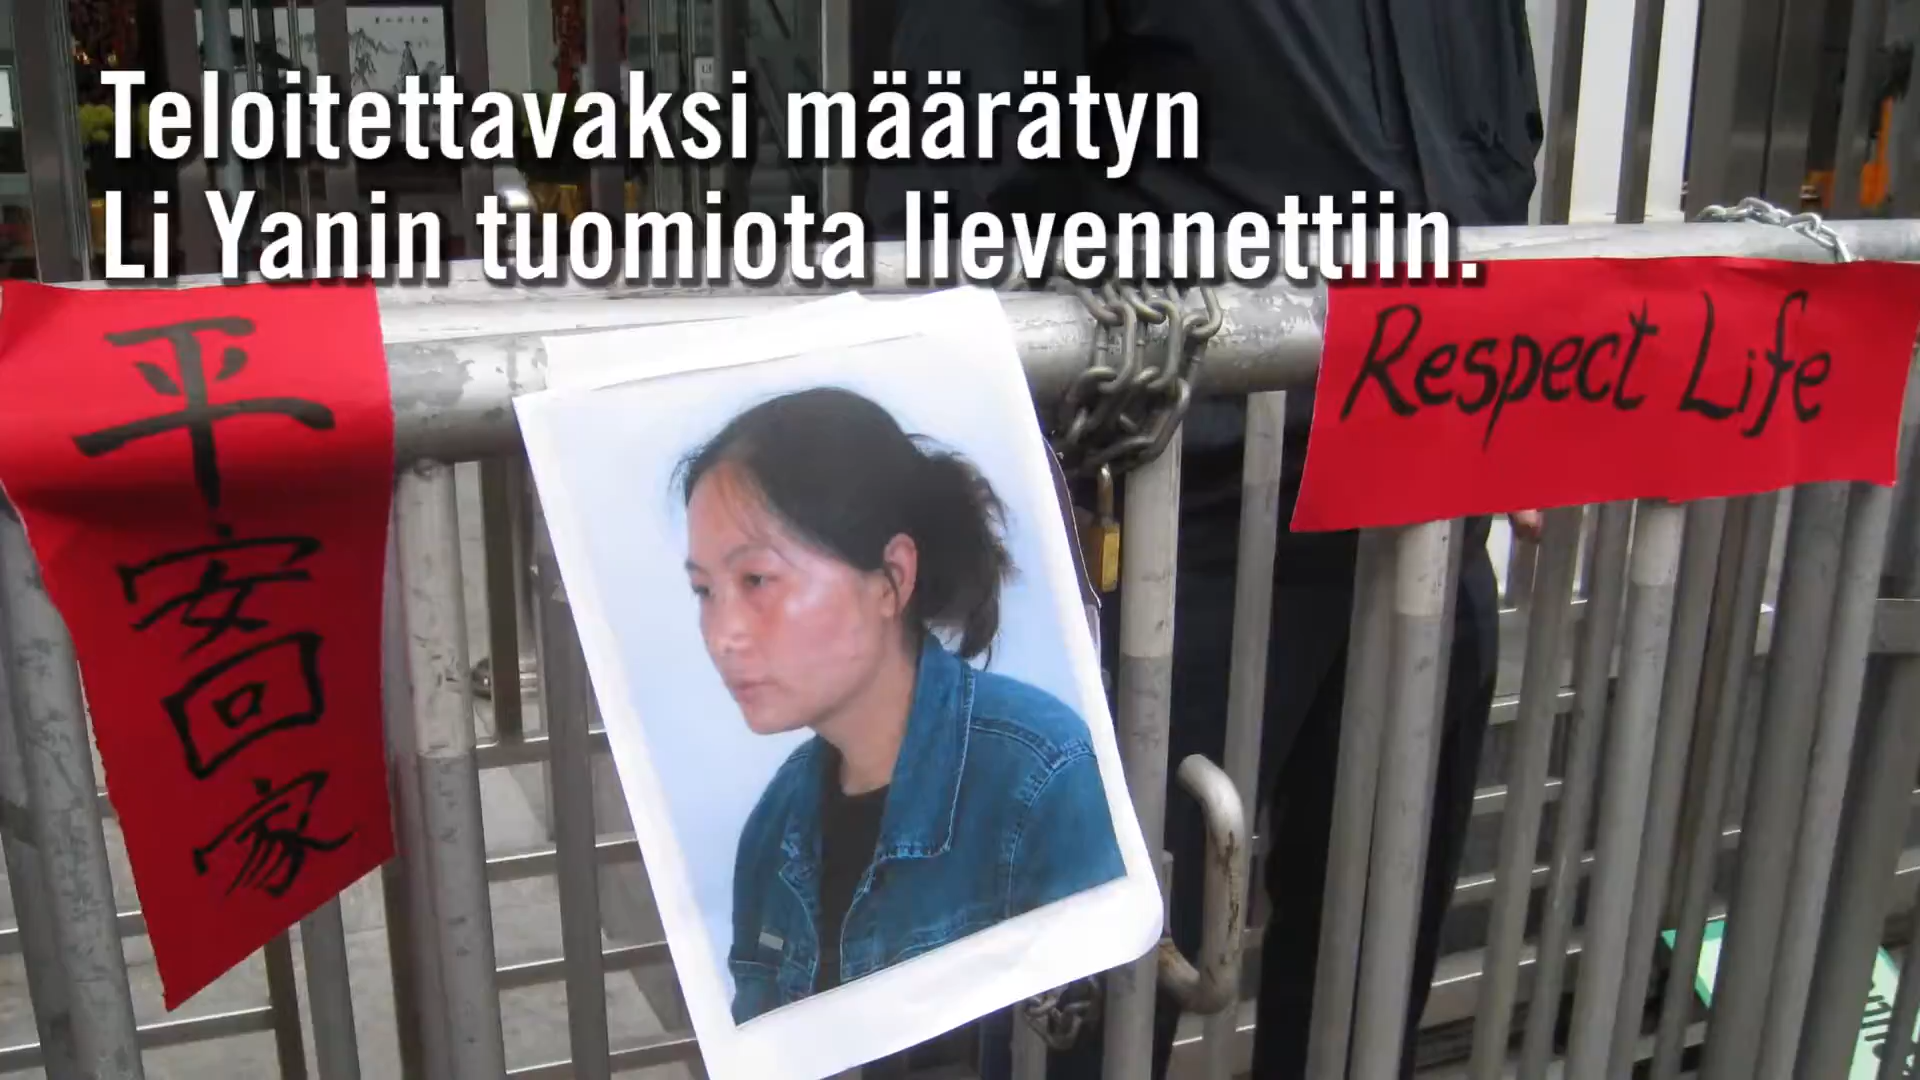 Teloitettavaksi määrätyn
Li Yanin tuomiota lievennettiin.
平安回家
Respect Life